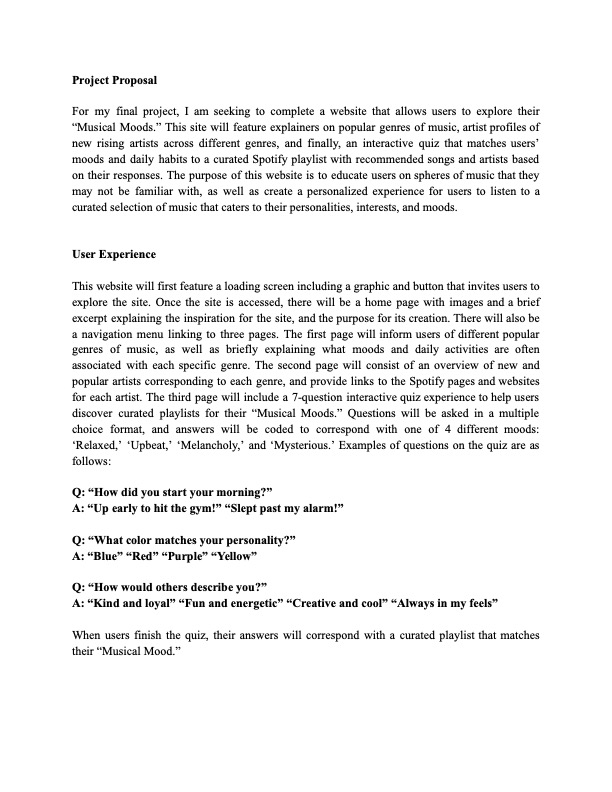 Project Proposal
For my final project, I am seeking to complete a website that allows users to explore their
“Musical Moods.” This site will feature explainers on popular genres of music, artist profiles of
new rising artists across different genres, and finally, an interactive quiz that matches users’
moods and daily habits to a curated Spotify playlist with recommended songs and artists based
on their responses. The purpose of this website is to educate users on spheres of music that they
may not be familiar with, as well as create a personalized experience for users to listen to a
curated selection of music that caters to their personalities, interests, and moods.
User Experience
This website will first feature a loading screen including a graphic and button that invites users to
explore the site. Once the site is accessed, there will be a home page with images and a brief
excerpt explaining the inspiration for the site, and the purpose for its creation. There will also be
a navigation menu linking to three pages. The first page will inform users of different popular
genres of music, as well as briefly explaining what moods and daily activities are often
associated with each specific genre. The second page will consist of an overview of new and
popular artists corresponding to each genre, and provide links to the Spotify pages and websites
for each artist. The third page will include a 7-question interactive quiz experience to help users
discover curated playlists for their “Musical Moods.” Questions will be asked in a multiple
choice format, and answers will be coded to correspond with one of 4 different moods:
‘Relaxed,’ ‘Upbeat,’ ‘Melancholy,’ and ‘Mysterious.’ Examples of questions on the quiz are as
follows:
Q: “How did you start your morning?”
A: “Up early to hit the gym!” “Slept past my alarm!”
Q: “What color matches your personality?”
A: “Blue” “Red” “Purple” “Yellow”
Q: “How would others describe you?”
A: “Kind and loyal” “Fun and energetic” “Creative and cool” “Always in my feels”
When users finish the quiz, their answers will correspond with a curated playlist that matches
their “Musical Mood.”